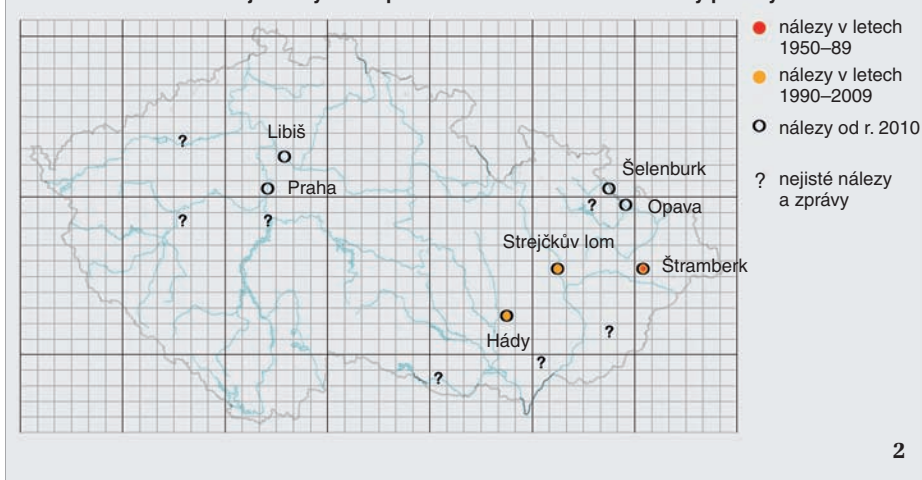 nálezy v letech
1950–89
nálezy v letech
1990–2009
nálezy od r. 2010
? nejisté nálezy
a zprávy
?
Libiš
Praha
Šelenburk
?
Opava
?
?
Strejčkův lom
Štramberk
Hády
?
?
?
2